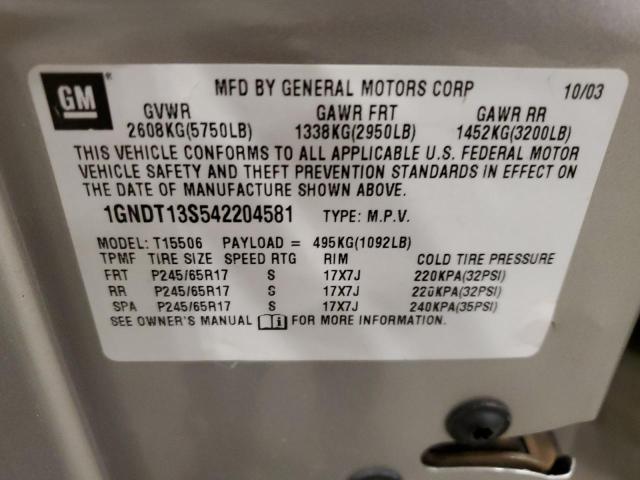 GM ® MFD BY GENERAL MOTORS CORP 10/03
GVWR GAWR FRT GAWR RR
2608KG(5750LB) 1338KG(2950LB) 1452KG(3200LB)
THIS VEHICLE CONFORMS TO ALL APPLICABLE U.S. FEDERAL MOTOR
VEHICLE SAFETY AND THEFT PREVENTION STANDARDS IN EFFECT ON
THE DATE OF MANUFACTURE SHOWN ABOVE.
1GNDT13S542204581 TYPE: M.P.V.
MODEL: T15506 PAYLOAD = 495KG(1092LB)
TPMF TIRE SIZE SPEED RTG RIM COLD TIRE PRESSURE
FRT P245/65R17 S 17X7J 220KPA(32PSI)
RR P245/65R17 S 17X7J 220KPA(32PSI)
SPA P245/65R17 S 17X7J 240KPA(35PSI)
SEE OWNER'S MANUAL i FOR MORE INFORMATION.